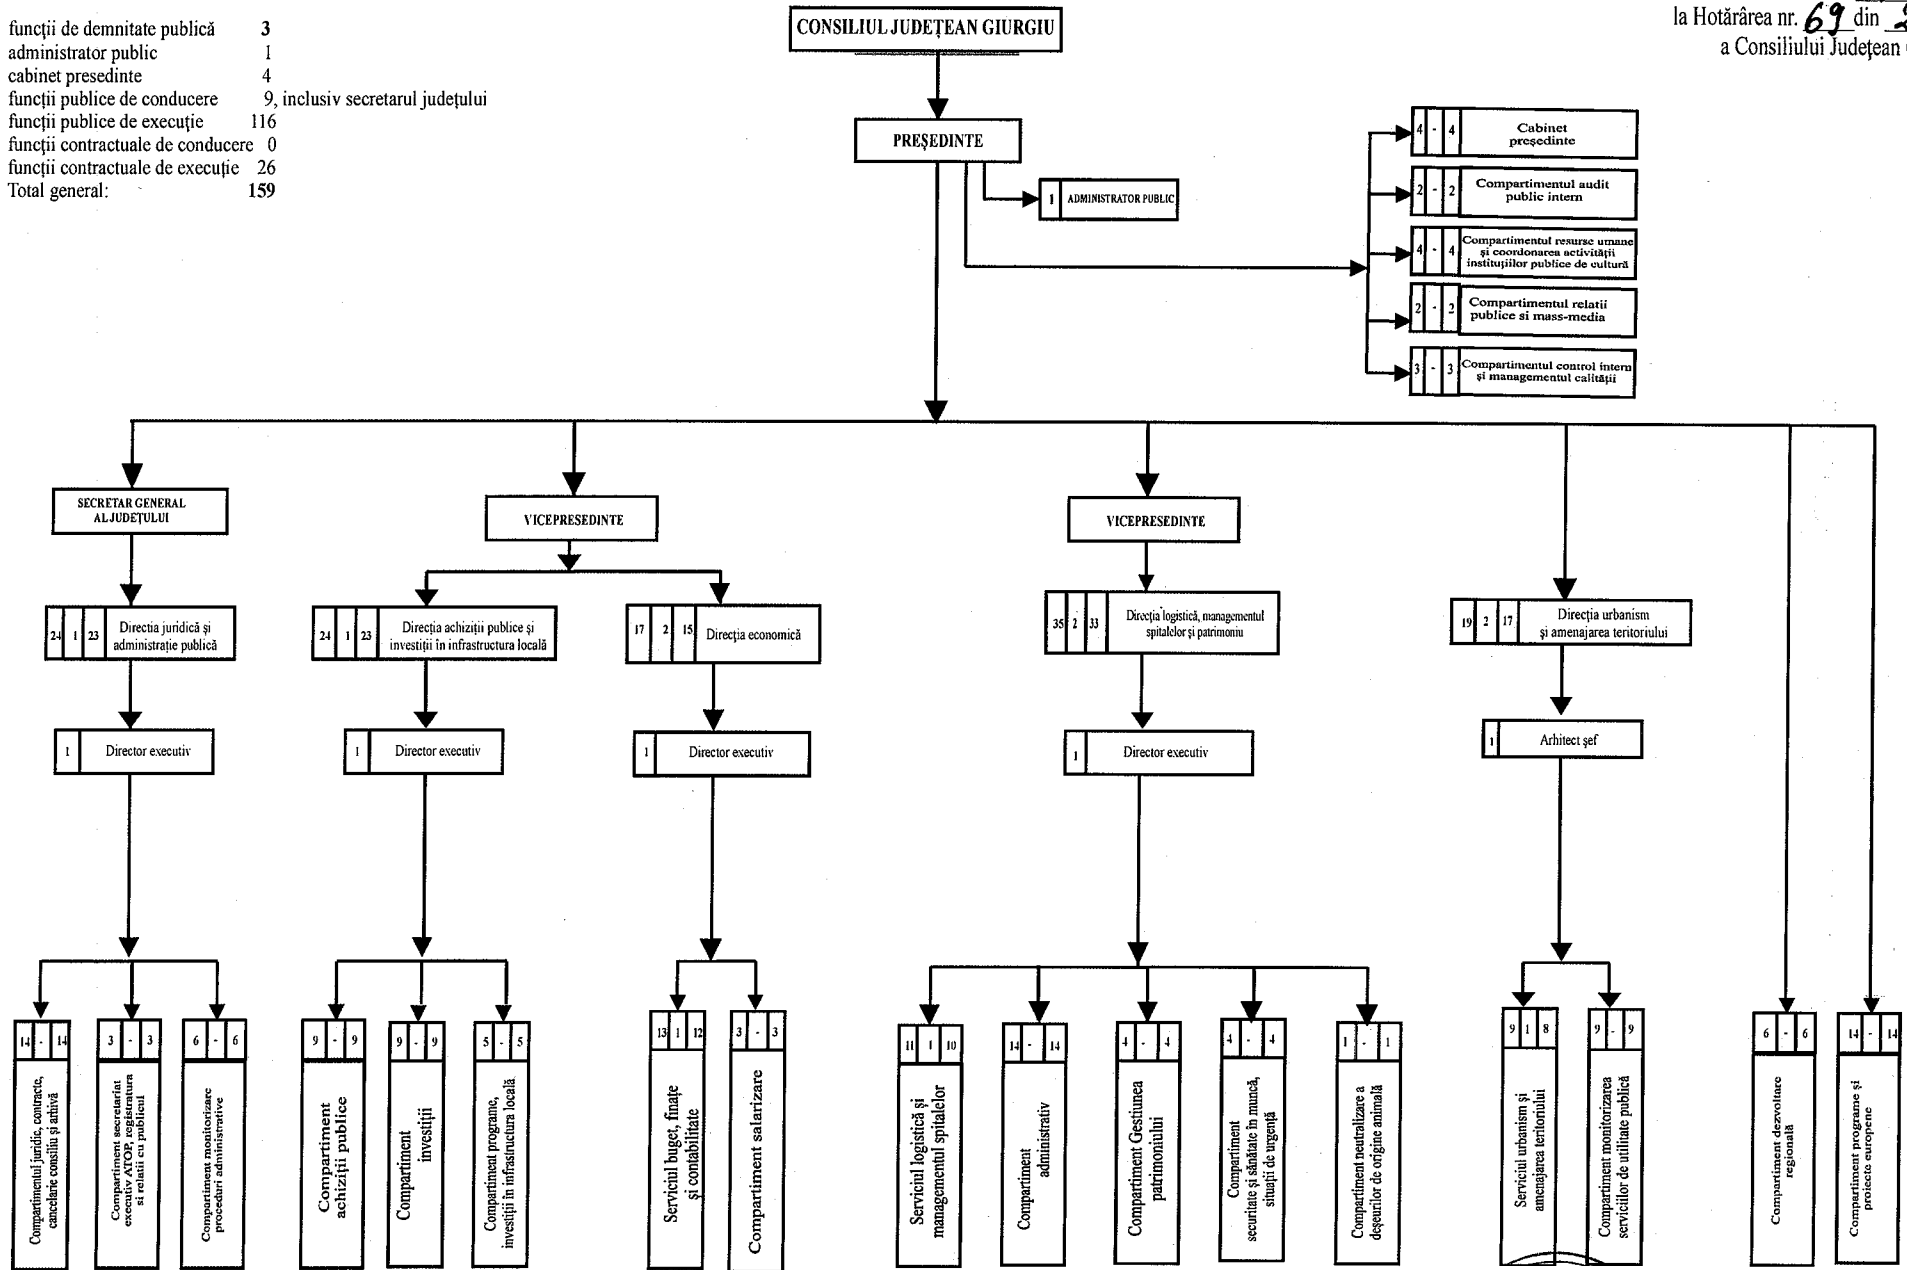 funcții de demnitate publică 3
administrator public 1
cabinet presedinte 4
funcții publice de conducere 9, inclusiv secretarul județului
funcții publice de execuție 116
funcții contractuale de conducere 0
funcții contractuale de execuție 26
Total general: 159
CONSILIUL JUDEȚEAN GIURGIU
la Hotărârea nr. 69 din
a Consiliului Județean
PREȘEDINTE
1 ADMINISTRATOR PUBLIC
4 - 4 Cabinet
președinte
2 - 2 Compartimentul audit
public intern
4 - 4 Compartimentul resurse umane
și coordonarea activității
instituțiilor publice de cultură
2 - 2 Compartimentul relatii
publice si mass-media
3 - 3 Compartimentul control intern
și managementul calității
SECRETAR GENERAL
AL JUDEȚULUI
VICEPRESEDINTE
VICEPRESEDINTE
24 1 23 Directia juridică și
administrație publică
24 1 23 Direcția achiziții publice și
investiții în infrastructura locală
17 2 15 Direcția economică
35 2 33 Direcția logistică, managementul
spitalelor și patrimoniu
19 2 17 Direcția urbanism
și amenajarea teritoriului
1 Director executiv
1 Director executiv
1 Director executiv
1 Director executiv
1 Arhitect șef
14 - 14
Compartimentul juridic, contracte,
cancelarie consiliu și arhivă
3 - 3
Compartiment secretariat
executiv ATOP, registratura
si relatii cu publicul
6 - 6
Compartiment monitorizare
proceduri administrative
9 - 9
Compartiment
achiziții publice
9 - 9
Compartiment
investiții
5 - 5
Compartiment programe,
investiții în infrastructura locală
13 1 12
Serviciul buget, finațe
și contabilitate
3 - 3
Compartiment salarizare
11 1 10
Serviciul logistică și
managementul spitalelor
14 - 14
Compartiment
administrativ
4 - 4
Compartiment Gestiunea
patrimoniului
4 - 4
Compartiment
securitate și sănătate în muncă,
situații de urgență
1 - 1
Compartiment neutralizare a
deșeurilor de origine animală
9 1 8
Serviciul urbanism și
amenajarea teritoriului
9 - 9
Compartiment monitorizarea
serviciilor de utilitate publică
6 - 6
Compartiment dezvoltare
regională
14 - 14
Compartiment programe și
proiecte europene